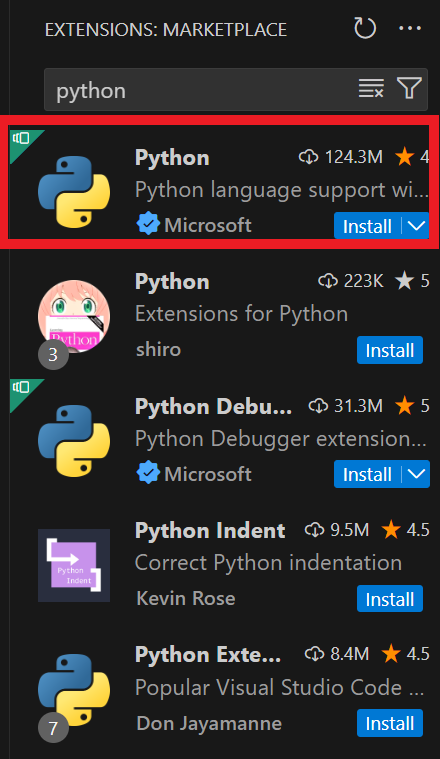 EXTENSIONS: MARKETPLACE
python
Python 124.3M 4
Python language support wi...
Microsoft Install
Python 223K 5
Extensions for Python
Python
3 shiro Install
Python Debu... 31.3M 5
Python Debugger extension...
Microsoft Install
Python Indent 9.5M 4.5
Correct Python indentation
Python
Indent
Kevin Rose Install
Python Exte... 8.4M 4.5
Popular Visual Studio Code ...
7 Don Jayamanne Install